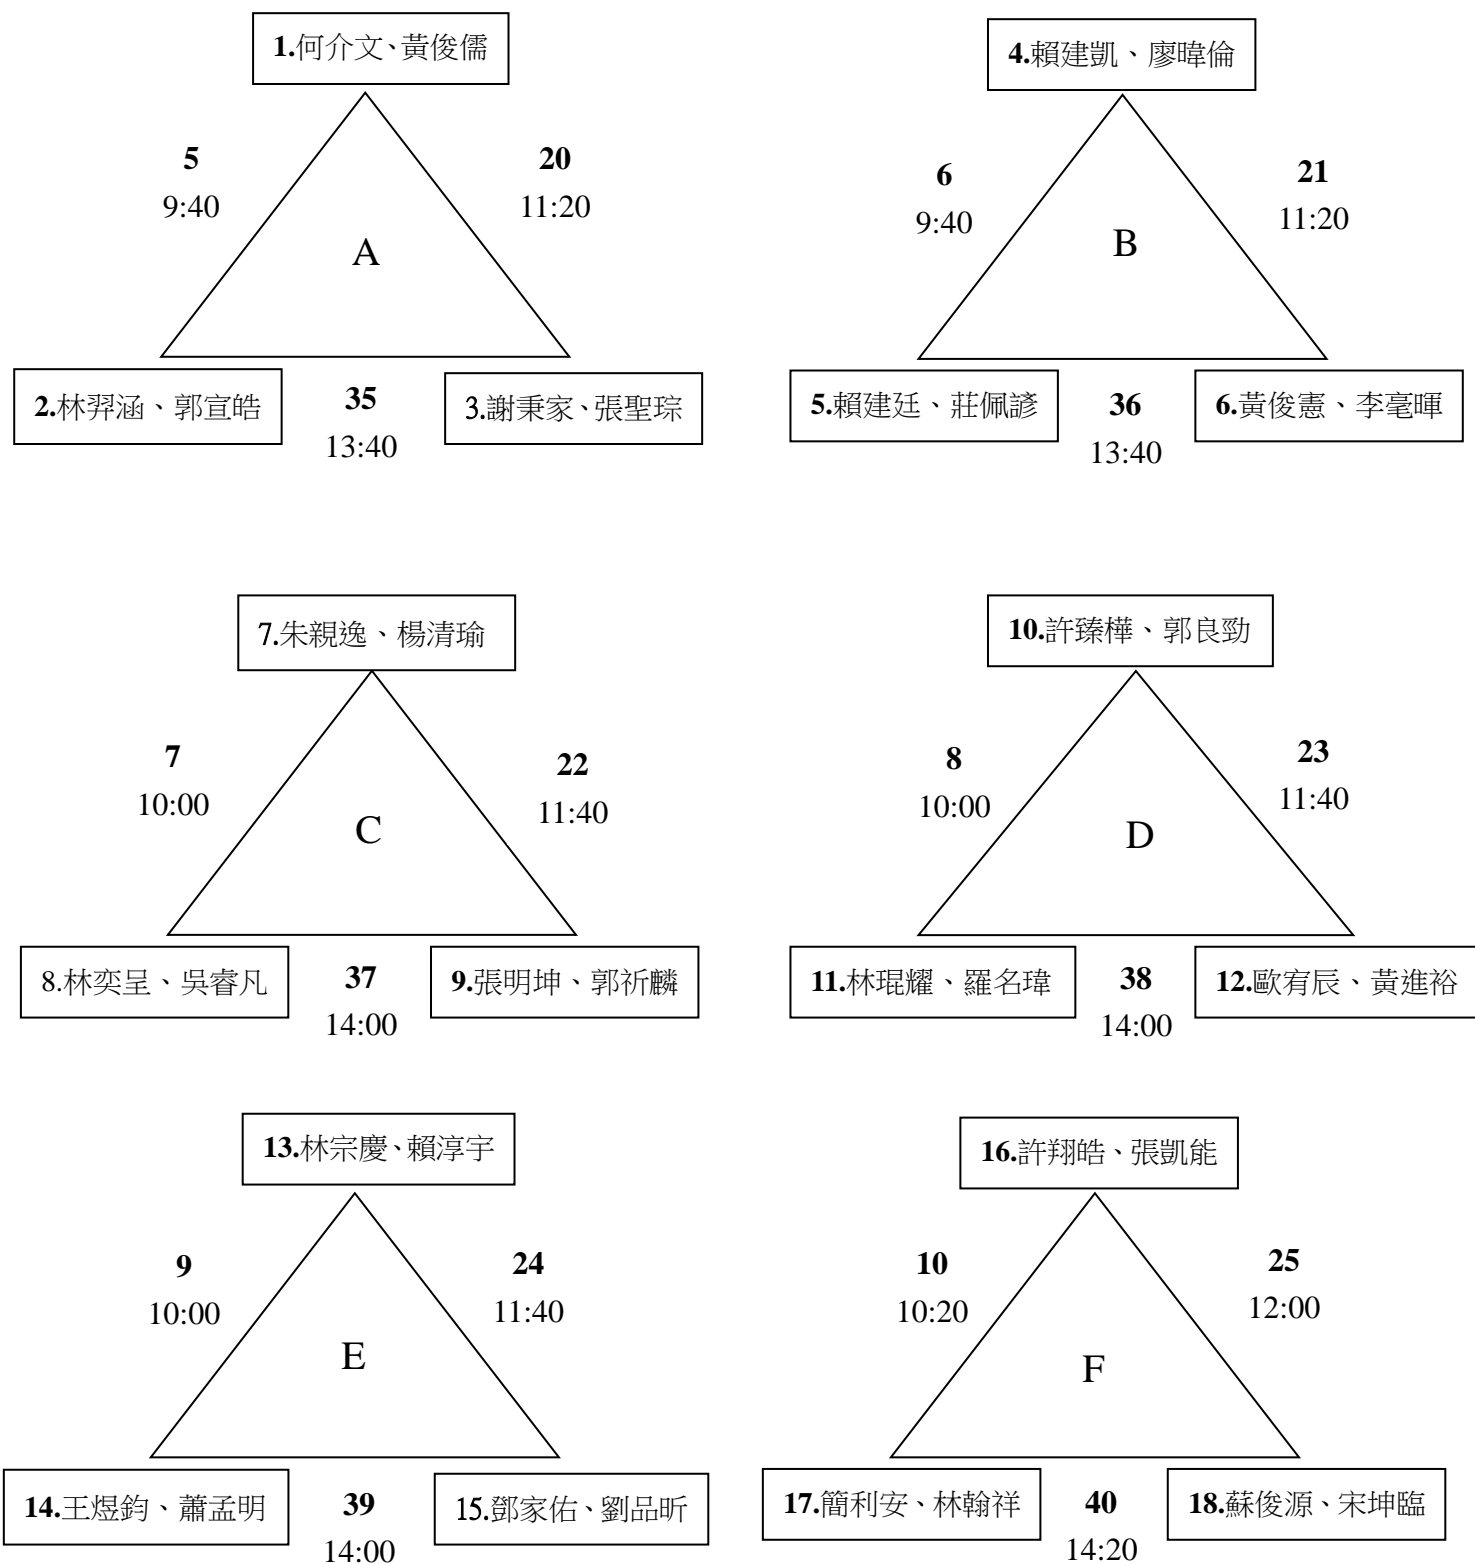 1.何介文、黃俊儒
4.賴建凱、廖暐倫
5
9:40
20
11:20
A
6
9:40
21
11:20
B
2.林羿涵、郭宣皓
35
13:40
3.謝秉家、張聖琮
5.賴建廷、莊佩諺
36
13:40
6.黃俊憲、李毫暉
7.朱親逸、楊清瑜
10.許臻樺、郭良勁
7
10:00
22
11:40
C
8
10:00
23
11:40
D
8.林奕呈、吳睿凡
37
14:00
9.張明坤、郭祈麟
11.林琨耀、羅名瑋
38
14:00
12.歐宥辰、黃進裕
13.林宗慶、賴淳宇
16.許翔皓、張凱能
9
10:00
24
11:40
E
10
10:20
25
12:00
F
14.王煜鈞、蕭孟明
39
14:00
15.鄧家佑、劉品昕
17.簡利安、林翰祥
40
14:20
18.蘇俊源、宋坤臨